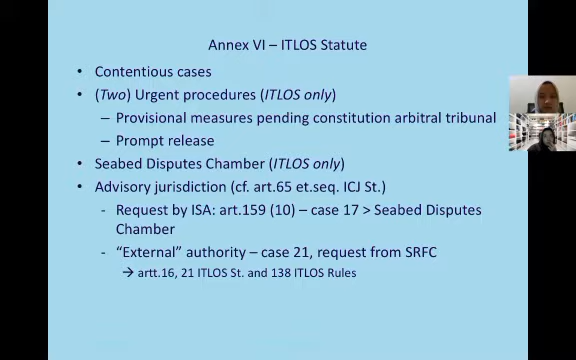 Annex VI – ITLOS Statute
• Contentious cases
• (Two) Urgent procedures (ITLOS only)
– Provisional measures pending constitution arbitral tribunal
– Prompt release
• Seabed Disputes Chamber (ITLOS only)
• Advisory jurisdiction (cf. art.65 et.seq. ICJ St.)
- Request by ISA: art.159 (10) – case 17 > Seabed Disputes
Chamber
- “External” authority – case 21, request from SRFC
→ artt.16, 21 ITLOS St. and 138 ITLOS Rules